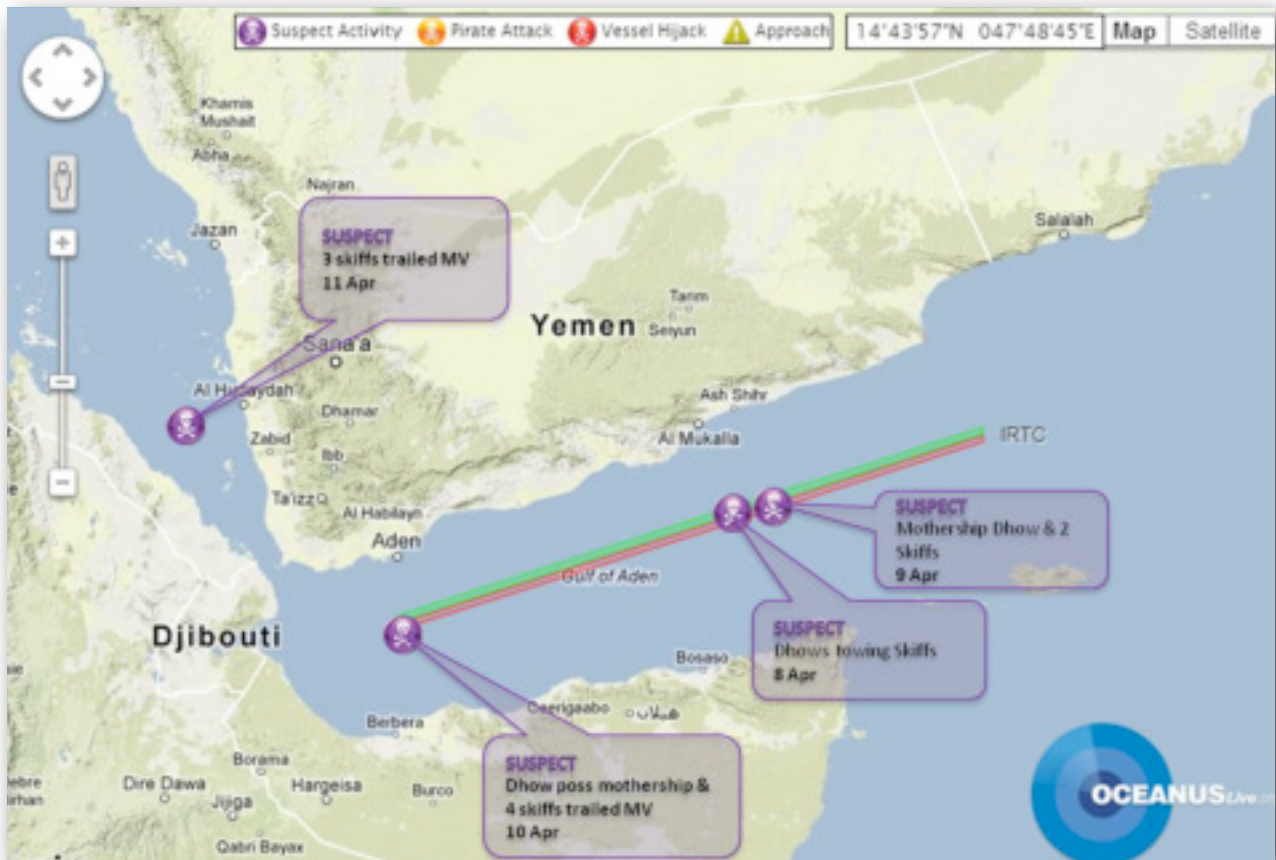 Suspect Activity
Pirate Attack
Vessel Hijack
Approach
14°43'57"N 047°48'45"E
Map
Satellite
Khamis
Mushait
Abha
Najran
Jazan
Salalah
SUSPECT
3 skiffs trailed MV
11 Apr
Tarim
Yemen
Seiyun
Sana'a
Al Hudaydah
Ash Shihr
Dhamar
Al Mukalla
IRTC
Zabid
Ibb
Ta'izz
Al Habilayn
SUSPECT
Mothership Dhow & 2
Skiffs
9 Apr
Aden
Gulf of Aden
SUSPECT
Dhows towing Skiffs
8 Apr
Djibouti
Bosaso
Ceerigaabo
Berbera
SUSPECT
Dhow poss mothership &
4 skiffs trailed MV
10 Apr
Borama
Dire Dawa
Hargeisa
Burco
Jijiga
Qabri Bayax
OCEANUS Live